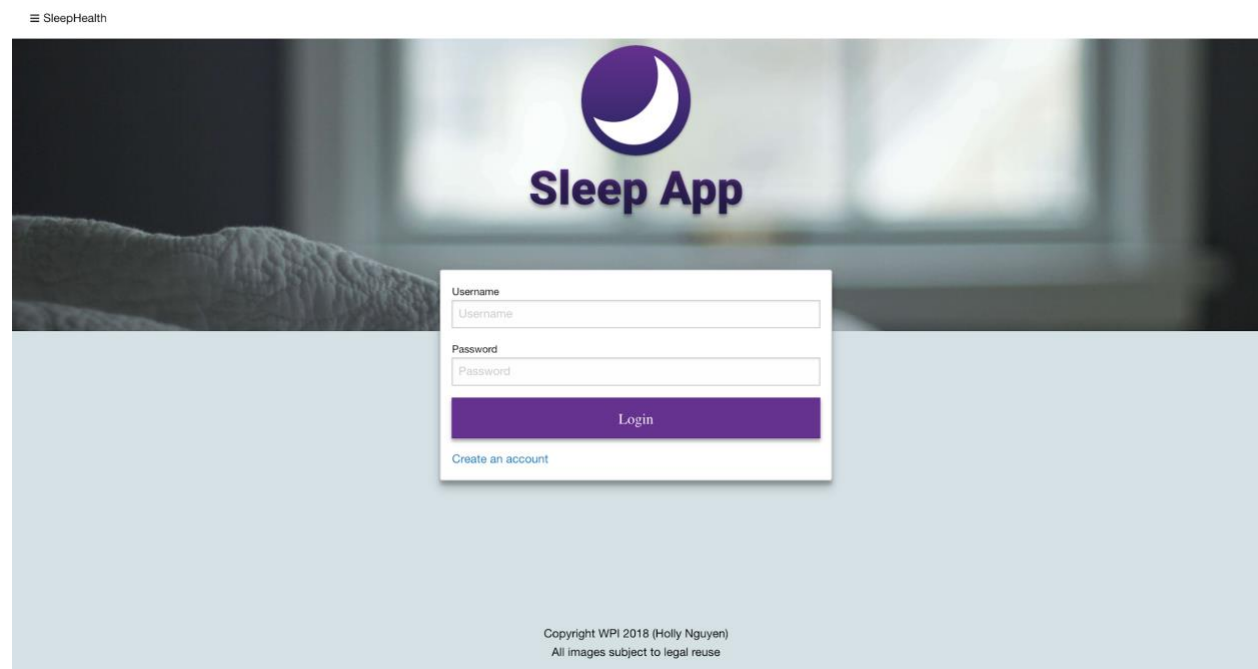 ≡ SleepHealth
Sleep App
Username
Username
Password
Password
Login
Create an account
Copyright WPI 2018 (Holly Nguyen)
All images subject to legal reuse